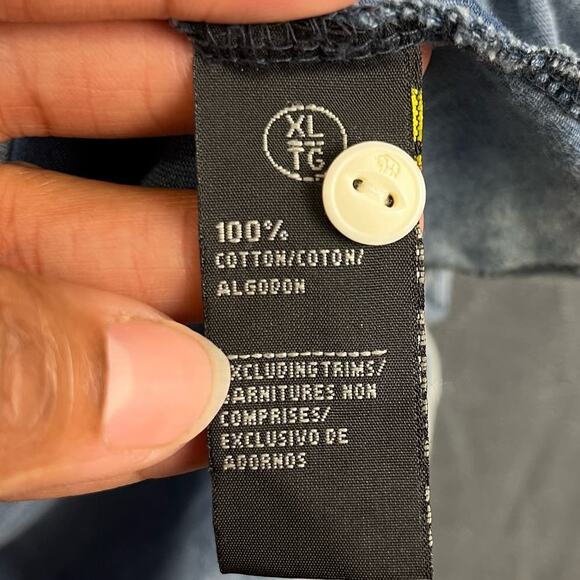 XL
TG
100%
COTTON/COTON/
ALGODON
EXCLUDING TRIMS/
GARNITURES NON
COMPRISES/
EXCLUSIVO DE
ADORNOS